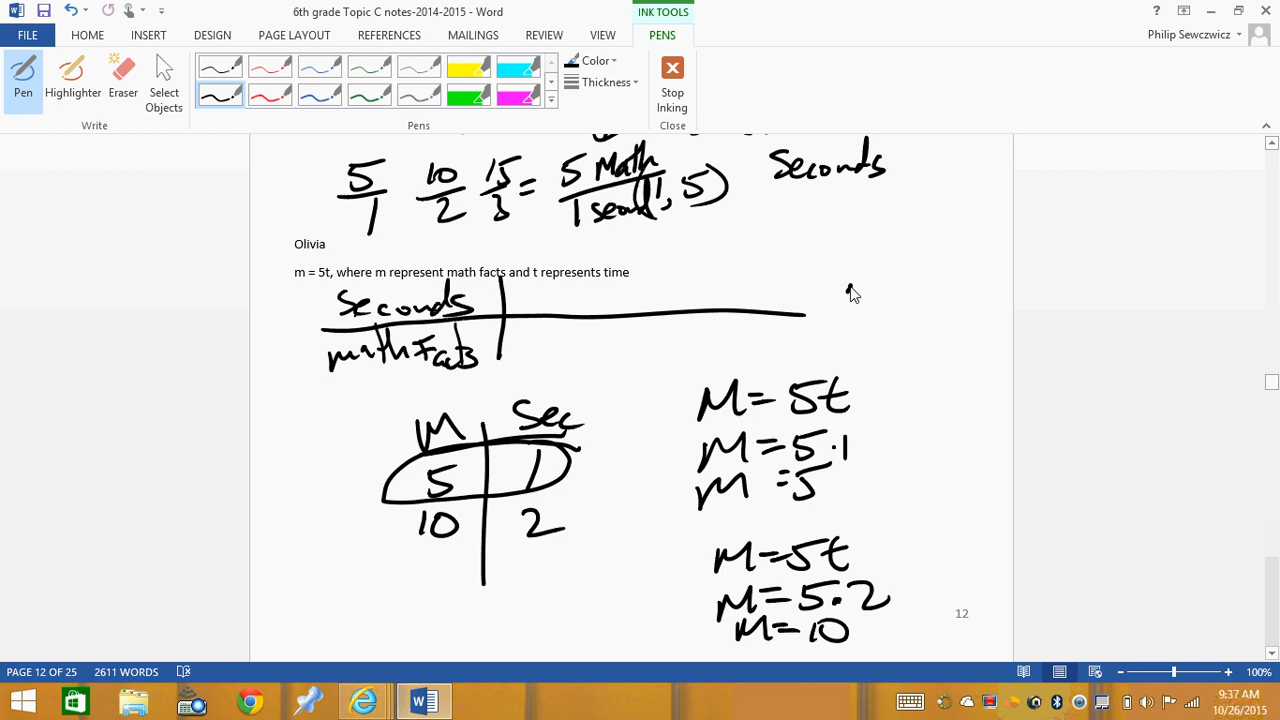 6th grade Topic C notes-2014-2015 - Word
INK TOOLS
FILE HOME INSERT DESIGN PAGE LAYOUT REFERENCES MAILINGS REVIEW VIEW PENS
Philip Sewczwicz
Pen Highlighter Eraser Select Objects
Color
Thickness
Stop Inking
Write Pens Close
5/1 10/2 15/3 = 5 Math/1 second (1, 5)
Seconds
Olivia
m = 5t, where m represent math facts and t represents time
Seconds
math Facts
M Sec
5 1
10 2
M = 5t
M = 5 · 1
M = 5
M = 5t
M = 5 · 2
M = 10
12
PAGE 12 OF 25 2611 WORDS 100%
9:37 AM
10/26/2015